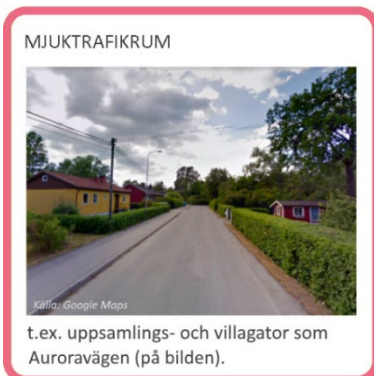 MJUKTRAFIKRUM
Källa: Google Maps
t.ex. uppsamlings- och villagator som
Auroravägen (på bilden).